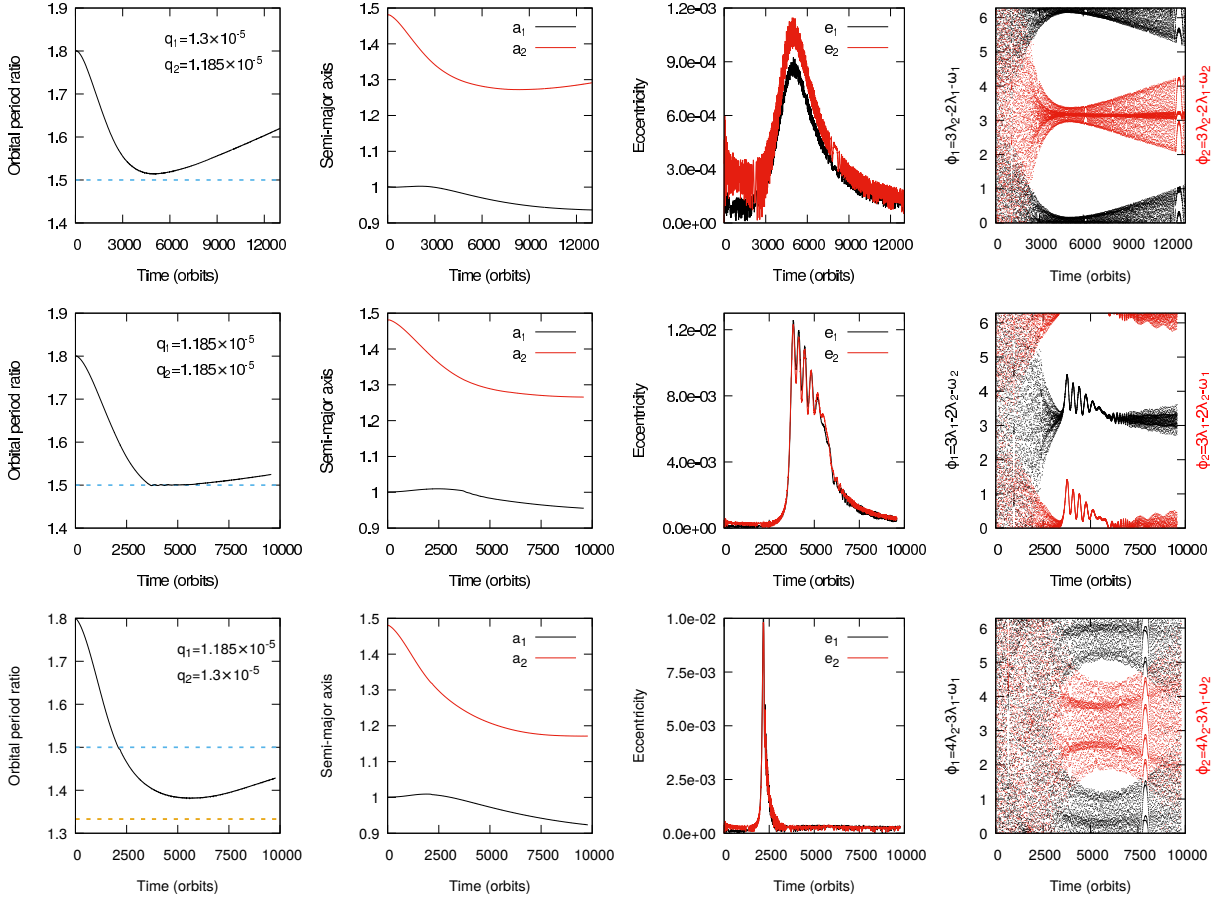 Orbital period ratio
1.8
1.7
1.6
1.5
1.4
q1=1.3×10-5
q2=1.185×10-5
0 3000 6000 9000 12000
Time (orbits)
Semi-major axis
1.5
1.4
1.3
1.2
1.1
1
0.9
a1
a2
0 3000 6000 9000 12000
Time (orbits)
Eccentricity
1.2e-03
9.0e-04
6.0e-04
3.0e-04
0.0e+00
e1
e2
0 3000 6000 9000 12000
Time (orbits)
ϕ1=3λ2-2λ1-ω1
6
5
4
3
2
1
0
ϕ2=3λ2-2λ1-ω2
3000 6000 9000 12000
Time (orbits)
Orbital period ratio
1.8
1.7
1.6
1.5
1.4
q1=1.185×10-5
q2=1.185×10-5
0 2500 5000 7500 10000
Time (orbits)
Semi-major axis
1.5
1.4
1.3
1.2
1.1
1
0.9
a1
a2
0 2500 5000 7500 10000
Time (orbits)
Eccentricity
1.2e-02
8.0e-03
4.0e-03
0.0e+00
e1
e2
0 2500 5000 7500 10000
Time (orbits)
ϕ1=3λ1-2λ2-ω2
6
5
4
3
2
1
0
ϕ2=3λ1-2λ2-ω1
0 2500 5000 7500 10000
Time (orbits)
Orbital period ratio
1.8
1.7
1.6
1.5
1.4
1.3
q1=1.185×10-5
q2=1.3×10-5
0 2500 5000 7500 10000
Time (orbits)
Semi-major axis
1.5
1.4
1.3
1.2
1.1
1
0.9
a1
a2
0 2500 5000 7500 10000
Time (orbits)
Eccentricity
1.0e-02
7.5e-03
5.0e-03
2.5e-03
0.0e+00
e1
e2
0 2500 5000 7500 10000
Time (orbits)
ϕ1=4λ2-3λ1-ω1
6
5
4
3
2
1
0
ϕ2=4λ2-3λ1-ω2
0 2500 5000 7500 10000
Time (orbits)